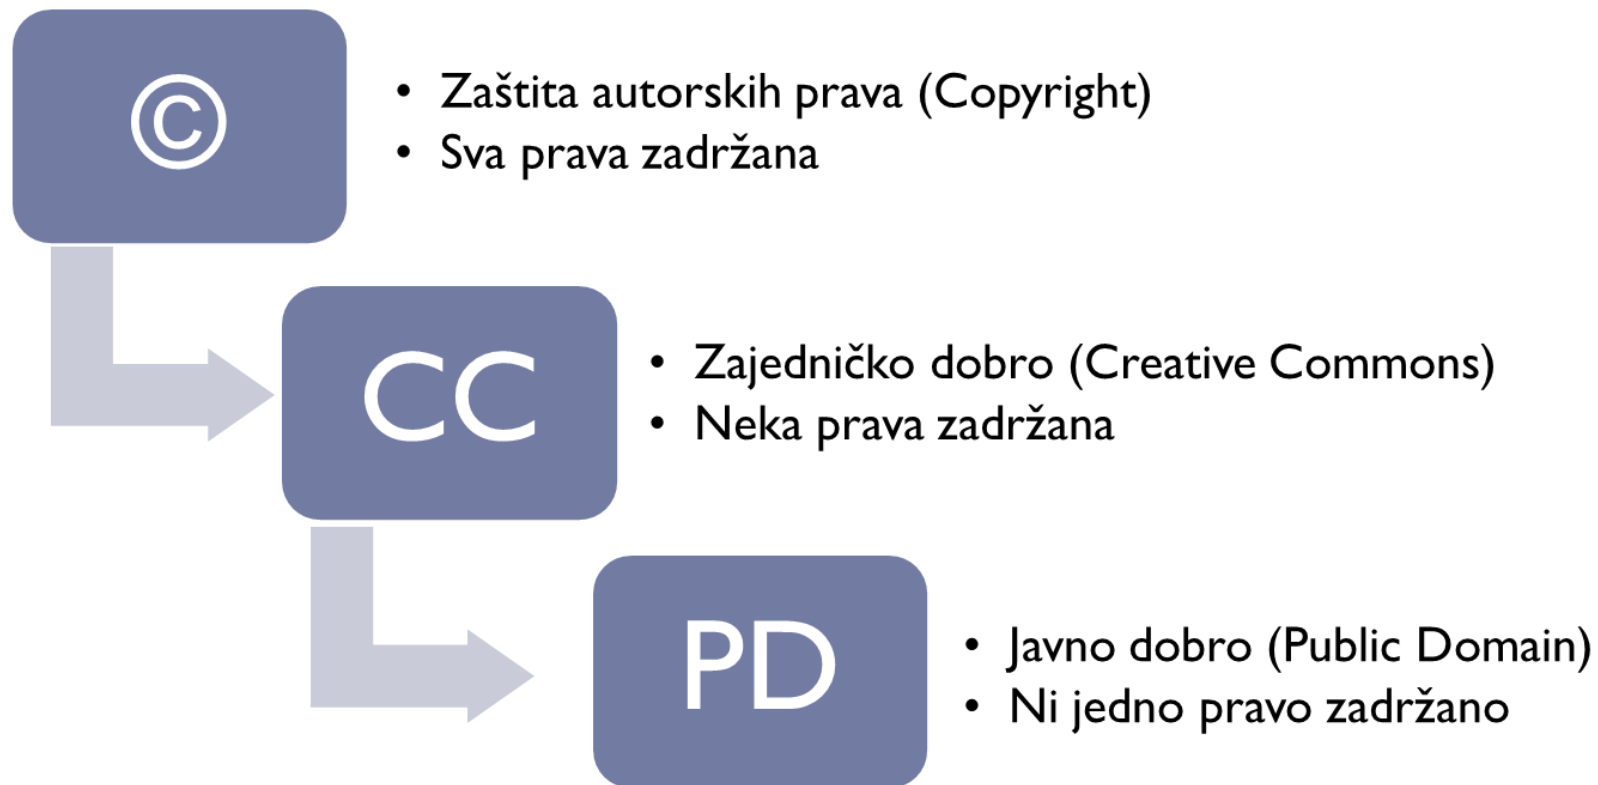 ©
• Zaštita autorskih prava (Copyright)
• Sva prava zadržana
CC
• Zajedničko dobro (Creative Commons)
• Neka prava zadržana
PD
• Javno dobro (Public Domain)
• Ni jedno pravo zadržano